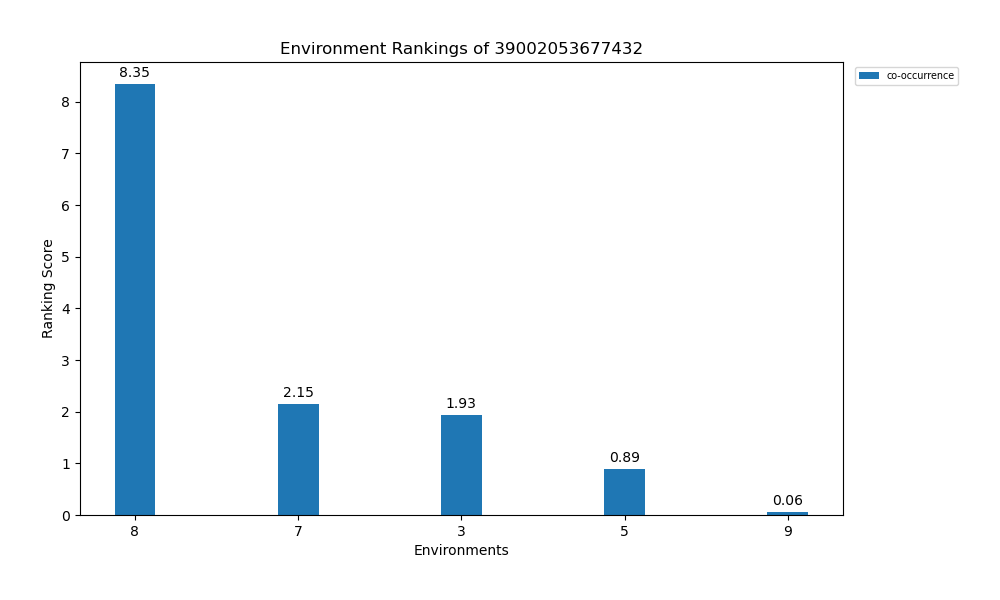 Environment Rankings of 39002053677432
co-occurrence
8.35
2.15
1.93
0.89
0.06
Ranking Score
8
7
6
5
4
3
2
1
0
8 7 3 5 9
Environments